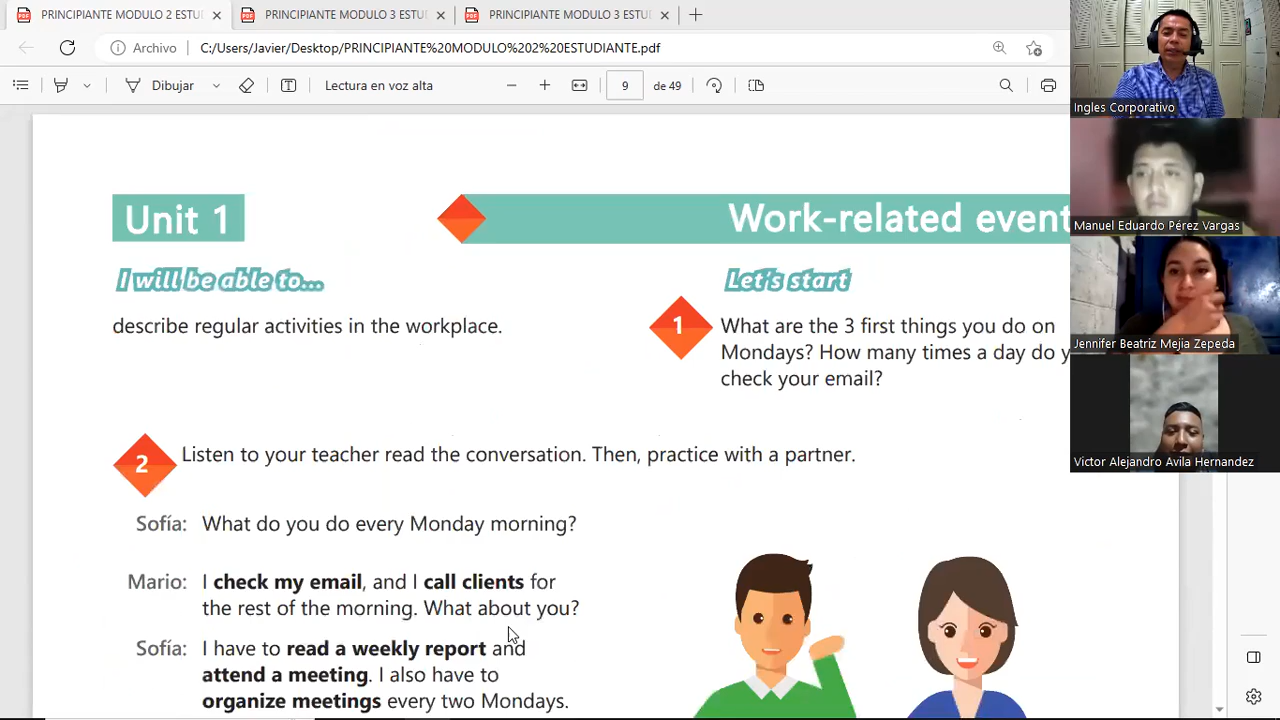 PRINCIPIANTE MODULO 2 ESTU
PRINCIPIANTE MODULO 3 ESTU
PRINCIPIANTE MODULO 3 ESTU
Archivo
C:/Users/Javier/Desktop/PRINCIPIANTE%20MODULO%202%20ESTUDIANTE.pdf
Dibujar
Lectura en voz alta
9
de 49
Unit 1
Work-related event
I will be able to...
describe regular activities in the workplace.
Let's start
1
What are the 3 first things you do on
Mondays? How many times a day do y
check your email?
2
Listen to your teacher read the conversation. Then, practice with a partner.
Sofía: What do you do every Monday morning?
Mario: I check my email, and I call clients for
the rest of the morning. What about you?
Sofía: I have to read a weekly report and
attend a meeting. I also have to
organize meetings every two Mondays.
Ingles Corporativo
Manuel Eduardo Pérez Vargas
Jennifer Beatriz Mejia Zepeda
Victor Alejandro Avila Hernandez